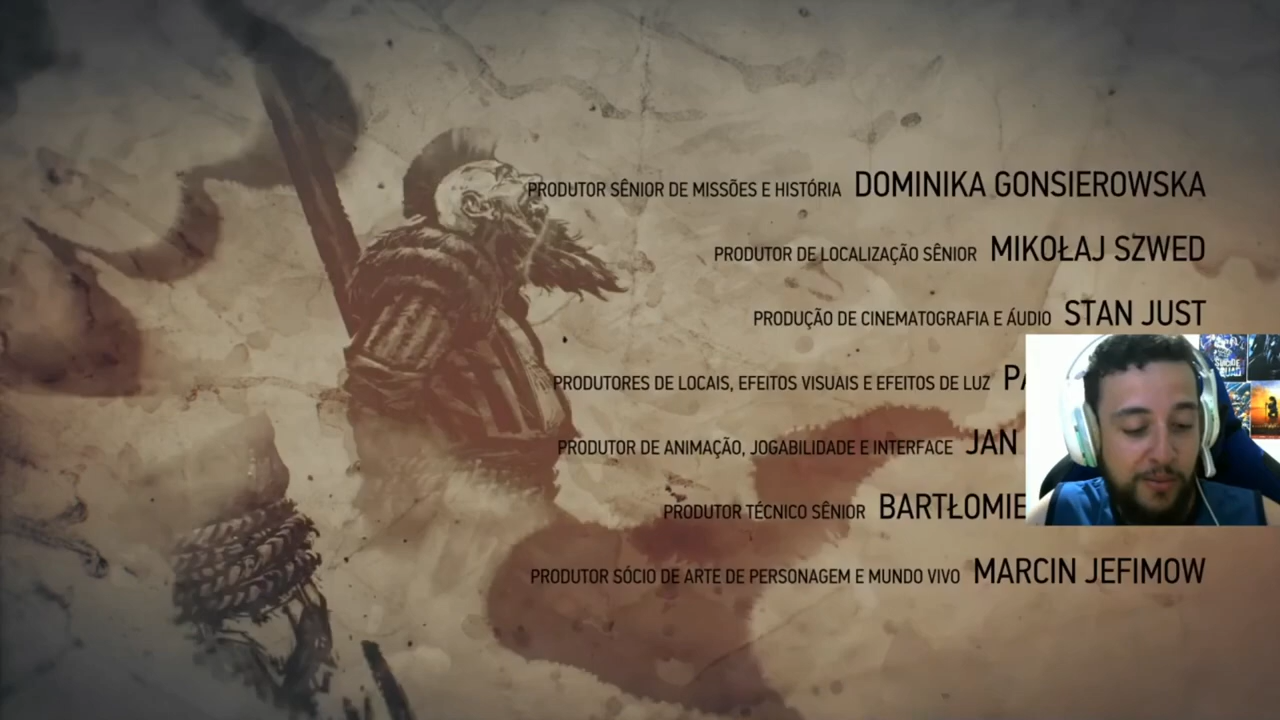 PRODUTOR SÊNIOR DE MISSÕES E HISTÓRIA DOMINIKA GONSIEROWSKA
PRODUTOR DE LOCALIZAÇÃO SÊNIOR MIKOŁAJ SZWED
PRODUÇÃO DE CINEMATOGRAFIA E ÁUDIO STAN JUST
PRODUTORES DE LOCAIS, EFEITOS VISUAIS E EFEITOS DE LUZ
PRODUTOR DE ANIMAÇÃO, JOGABILIDADE E INTERFACE JAN
PRODUTOR TÉCNICO SÊNIOR
PRODUTOR SÓCIO DE ARTE DE PERSONAGEM E MUNDO VIVO MARCIN JEFIMOW